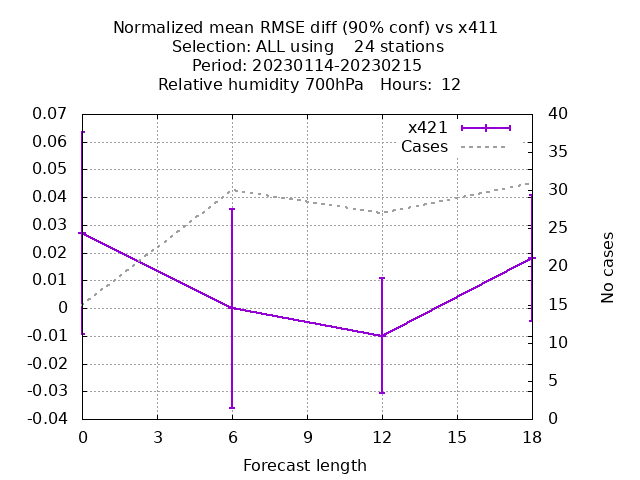 Normalized mean RMSE diff (90% conf) vs x411
Selection: ALL using    24 stations
Period: 20230114-20230215
Relative humidity 700hPa   Hours:  12
x421
Cases
0.07
0.06
0.05
0.04
0.03
0.02
0.01
0
-0.01
-0.02
-0.03
-0.04
40
35
30
25
20
15
10
5
0
No cases
0 3 6 9 12 15 18
Forecast length